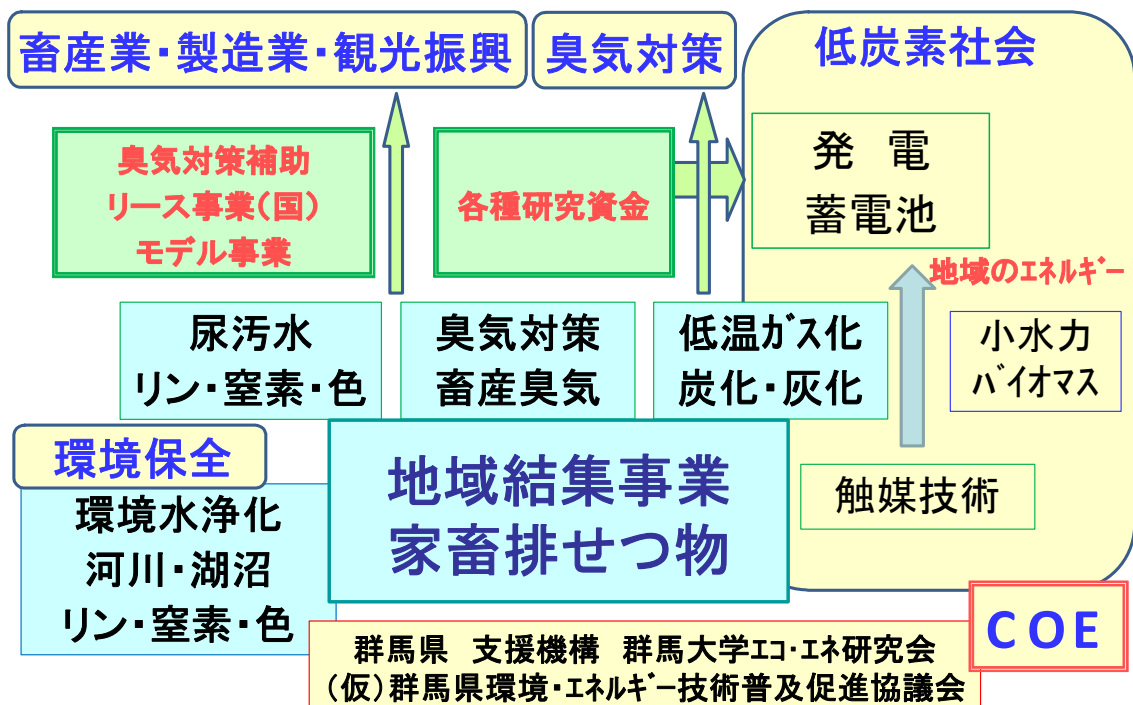 畜産業・製造業・観光振興
臭気対策
低炭素社会
臭気対策補助
リース事業(国)
モデル事業
各種研究資金
発 電
蓄電池
地域のｴﾈﾙｷﾞｰ
尿汚水
リン・窒素・色
臭気対策
畜産臭気
低温ｶﾞｽ化
炭化・灰化
小水力
ﾊﾞｲｵﾏｽ
環境保全
環境水浄化
河川・湖沼
リン・窒素・色
地域結集事業
家畜排せつ物
触媒技術
COE
群馬県 支援機構 群馬大学ｴｺ・ｴﾈ研究会
(仮)群馬県環境・ｴﾈﾙｷﾞｰ技術普及促進協議会